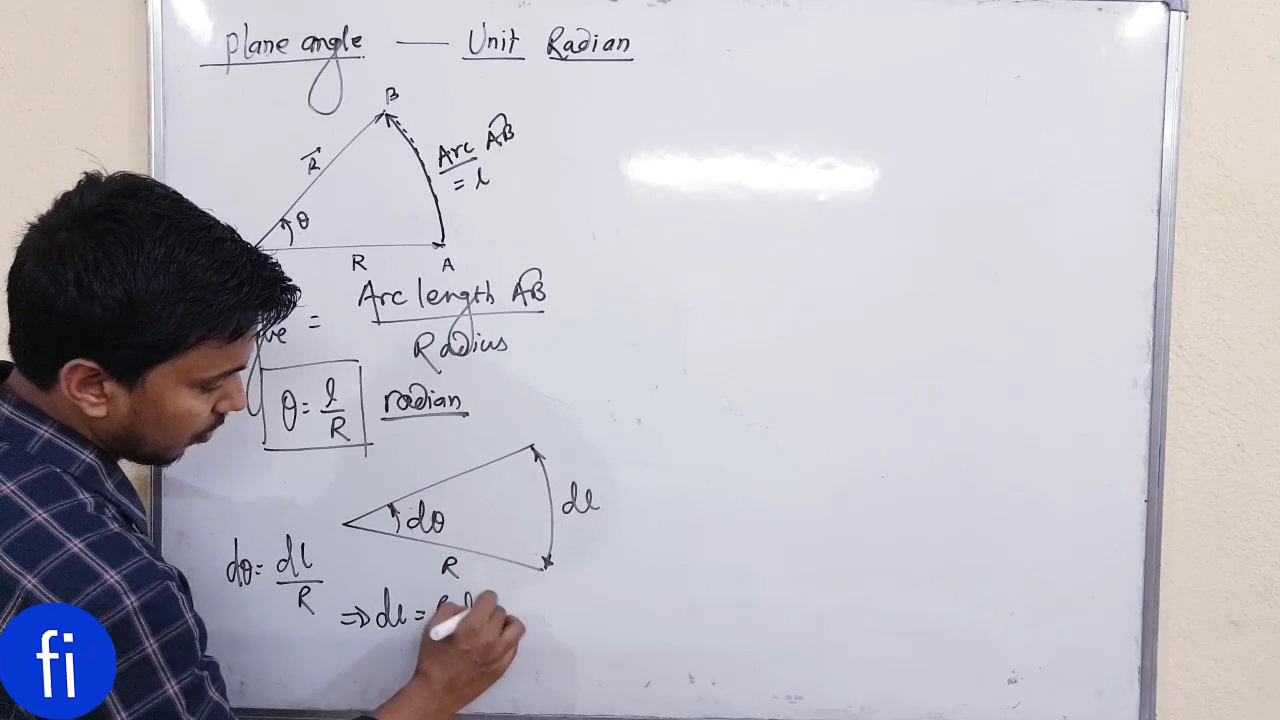 plane angle — Unit Radian
B
R
Arc AB
= l
θ
R
A
= Arc length AB
Radius
θ = l/R radian
dθ
dl
R
dθ = dl/R
⇒ dl =
fi